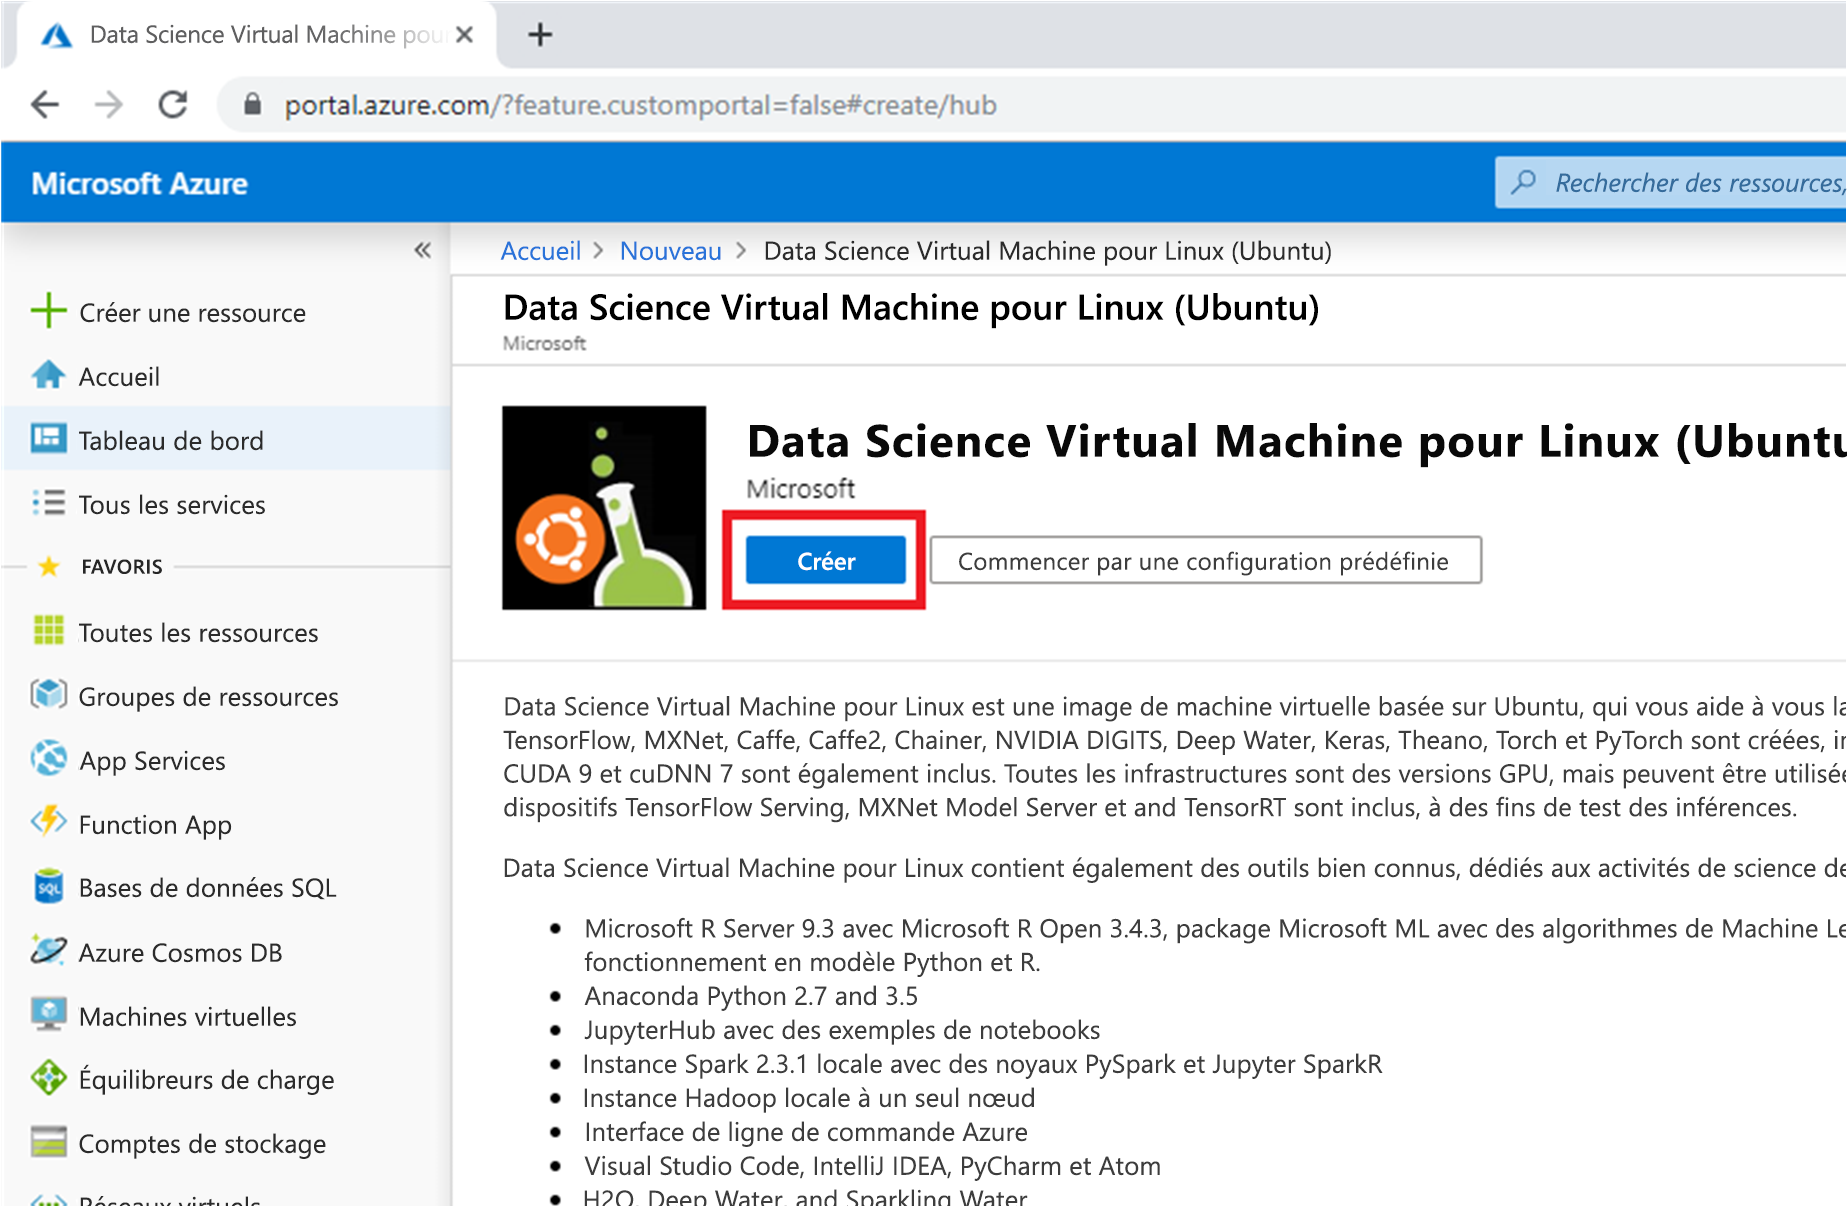 Data Science Virtual Machine pour
portal.azure.com/?feature.customportal=false#create/hub
Microsoft Azure
Rechercher des ressources,
Accueil > Nouveau > Data Science Virtual Machine pour Linux (Ubuntu)
Data Science Virtual Machine pour Linux (Ubuntu)
Microsoft
Créer une ressource
Accueil
Tableau de bord
Tous les services
FAVORIS
Toutes les ressources
Groupes de ressources
App Services
Function App
SQL
Bases de données SQL
Azure Cosmos DB
Machines virtuelles
Équilibreurs de charge
Comptes de stockage
Réseaux virtuels
Data Science Virtual Machine pour Linux (Ubuntu
Microsoft
Créer
Commencer par une configuration prédéfinie
Data Science Virtual Machine pour Linux est une image de machine virtuelle basée sur Ubuntu, qui vous aide à vous
TensorFlow, MXNet, Caffe, Caffe2, Chainer, NVIDIA DIGITS, Deep Water, Keras, Theano, Torch et PyTorch sont créées,
CUDA 9 et cuDNN 7 sont également inclus. Toutes les infrastructures sont des versions GPU, mais peuvent être
dispositifs TensorFlow Serving, MXNet Model Server et and TensorRT sont inclus, à des fins de test des inférences.
Data Science Virtual Machine pour Linux contient également des outils bien connus, dédiés aux activités de science
• Microsoft R Server 9.3 avec Microsoft R Open 3.4.3, package Microsoft ML avec des algorithmes de Machine
fonctionnement en modèle Python et R.
• Anaconda Python 2.7 and 3.5
• JupyterHub avec des exemples de notebooks
• Instance Spark 2.3.1 locale avec des noyaux PySpark et Jupyter SparkR
• Instance Hadoop locale à un seul nœud
• Interface de ligne de commande Azure
• Visual Studio Code, IntelliJ IDEA, PyCharm et Atom
• H2O, Deep Water, and Sparkling Water